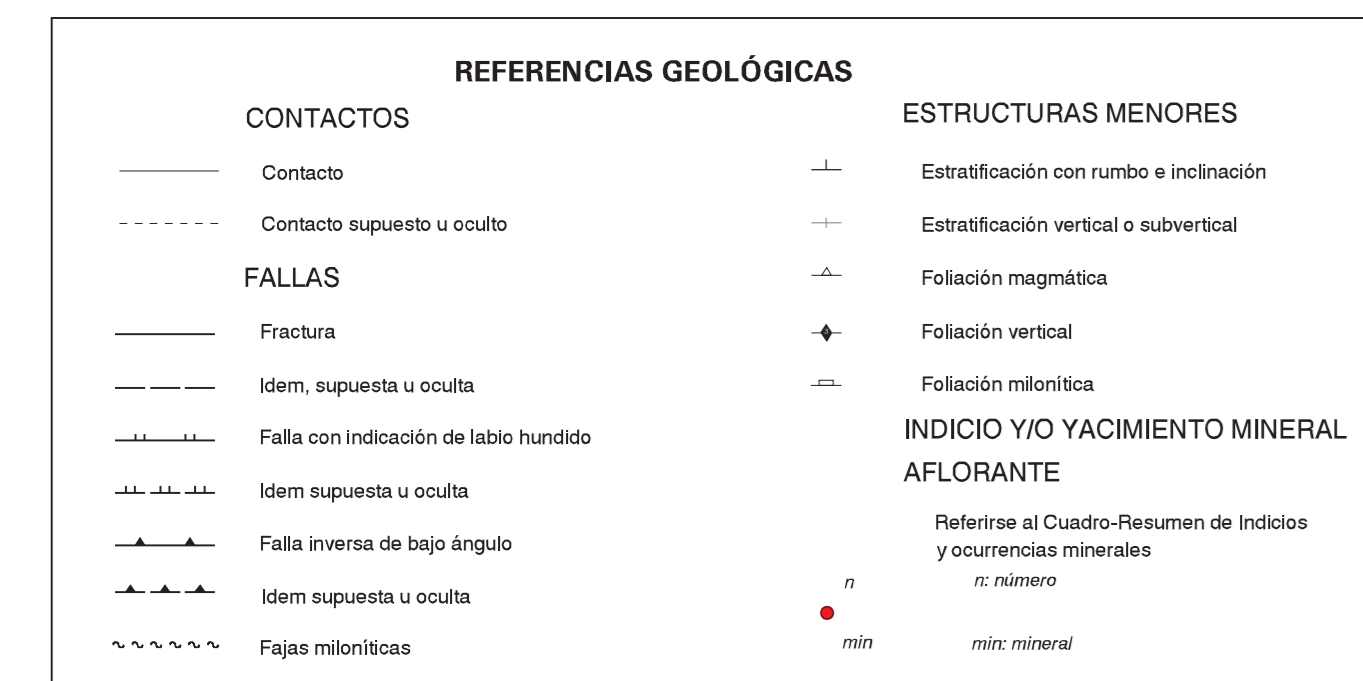 REFERENCIAS GEOLÓGICAS
CONTACTOS
Contacto
Contacto supuesto u oculto
FALLAS
Fractura
Idem, supuesta u oculta
Falla con indicación de labio hundido
Idem supuesta u oculta
Falla inversa de bajo ángulo
Idem supuesta u oculta
Fajas miloníticas
ESTRUCTURAS MENORES
Estratificación con rumbo e inclinación
Estratificación vertical o subvertical
Foliación magmática
Foliación vertical
Foliación milonítica
INDICIO Y/O YACIMIENTO MINERAL
AFLORANTE
Referirse al Cuadro-Resumen de Indicios
y ocurrencias minerales
n n: número
min min: mineral